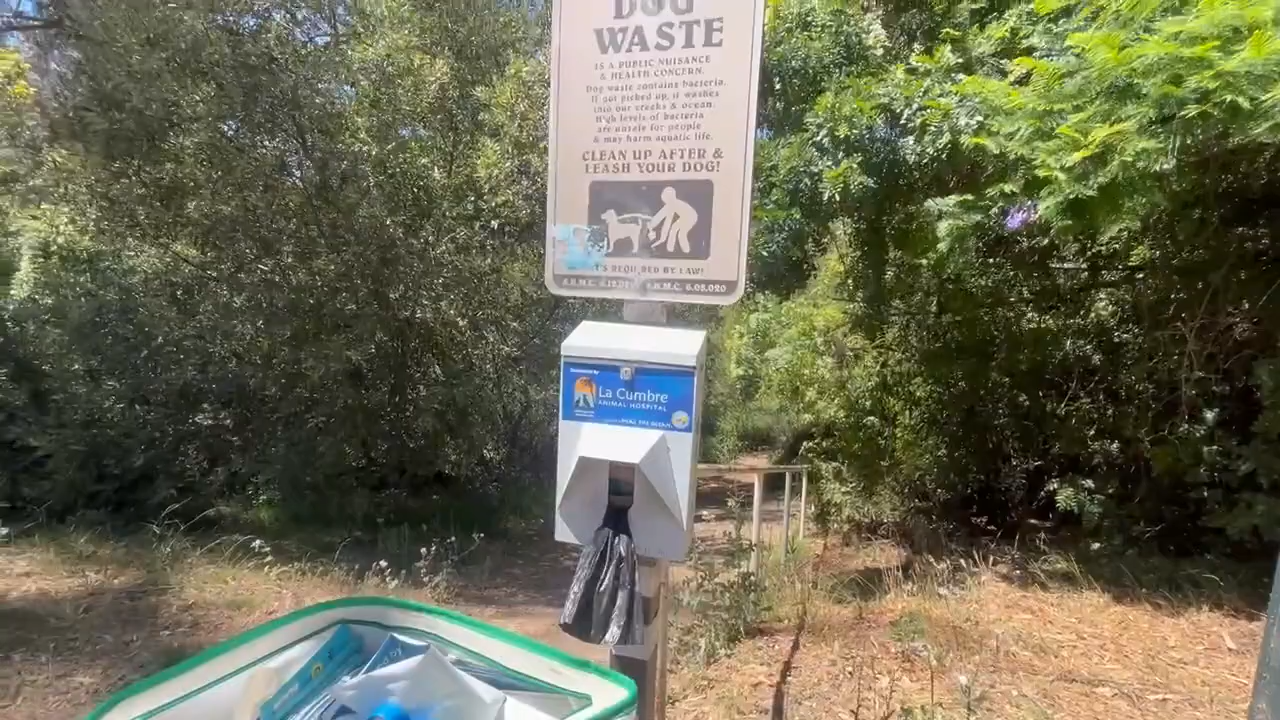 DOG
WASTE
IS A PUBLIC NUISANCE
& HEALTH CONCERN.
Dog waste contains bacteria.
If not picked up, it washes
into our creeks & ocean.
High levels of bacteria
are unsafe for people
& may harm aquatic life.
CLEAN UP AFTER &
LEASH YOUR DOG!
REQUIRED BY LAW!
S.B.M.C. 6.08.020
Sponsored by
La Cumbre
ANIMAL HOSPITAL